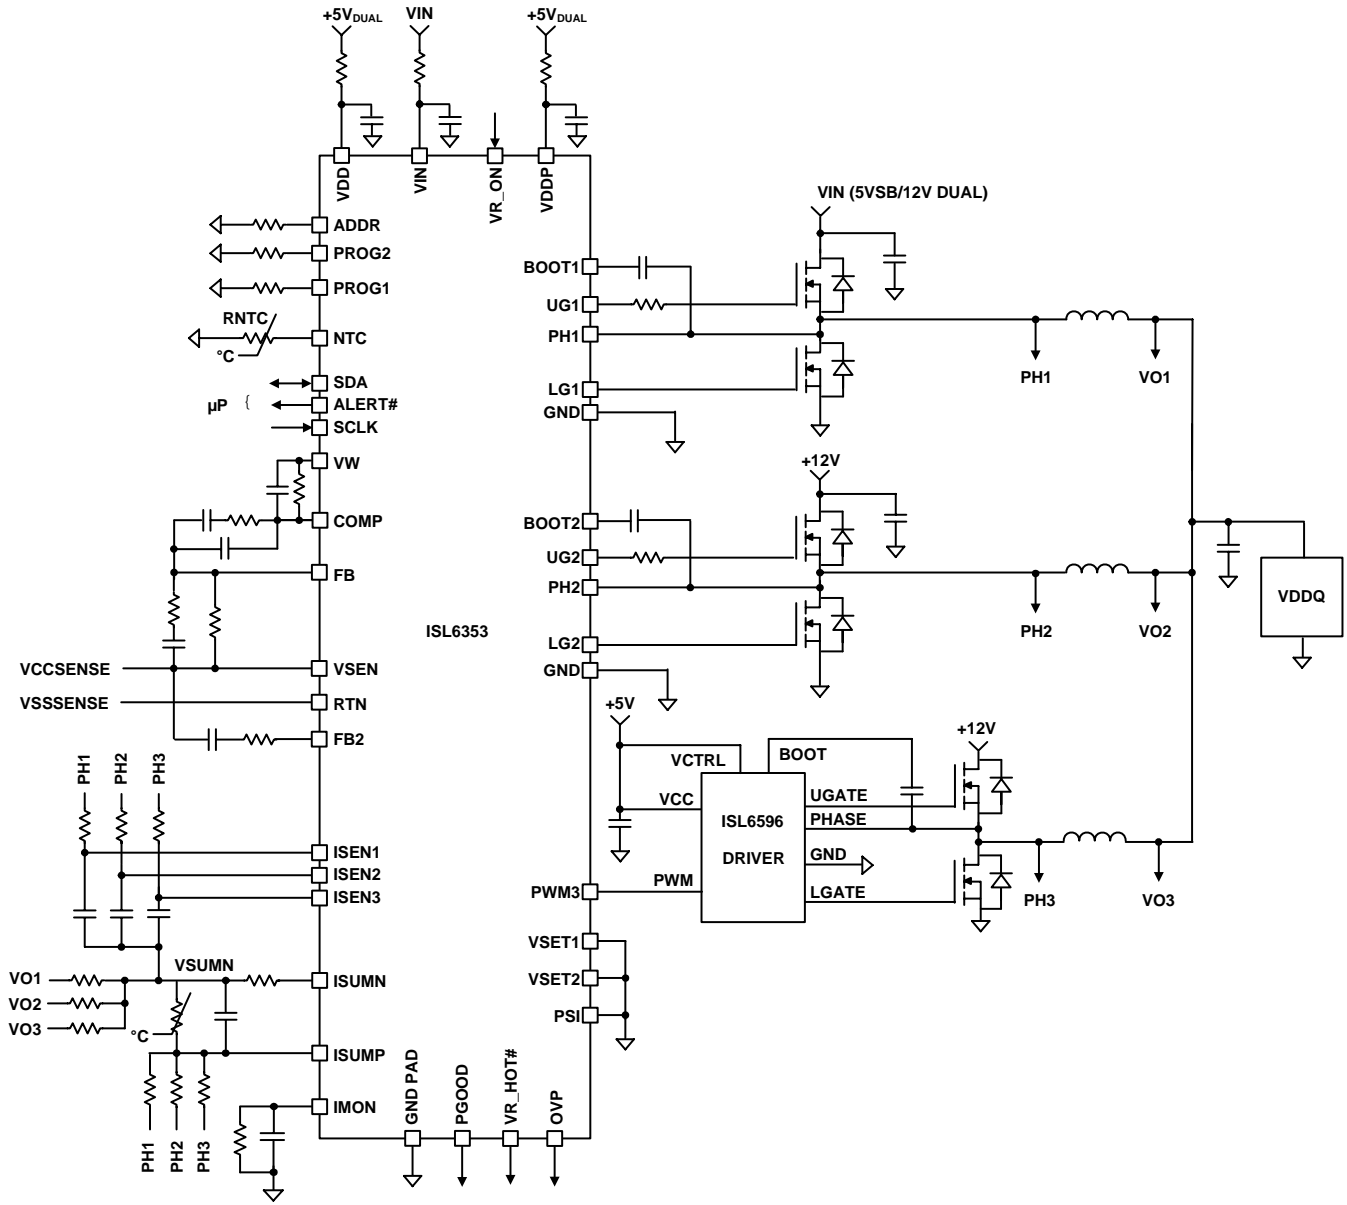 +5VDUAL
VIN
+5VDUAL
VDD
VIN
VR_ON
VDDP
ADDR
PROG2
PROG1
RNTC
°C
NTC
SDA
µP {
ALERT#
SCLK
VW
COMP
FB
VCCSENSE
VSEN
VSSSENSE
RTN
FB2
PH1
PH2
PH3
ISEN1
ISEN2
ISEN3
VSUMN
VO1
VO2
VO3
ISUMN
°C
ISUMP
PH1
PH2
PH3
IMON
GND PAD
PGOOD
VR_HOT#
OVP
ISL6353
BOOT1
UG1
PH1
LG1
GND
BOOT2
UG2
PH2
LG2
GND
PWM3
VSET1
VSET2
PSI
VIN (5VSB/12V DUAL)
PH1
VO1
+12V
PH2
VO2
VDDQ
+5V
VCTRL
BOOT
VCC
PWM
ISL6596
DRIVER
UGATE
PHASE
GND
LGATE
+12V
PH3
VO3